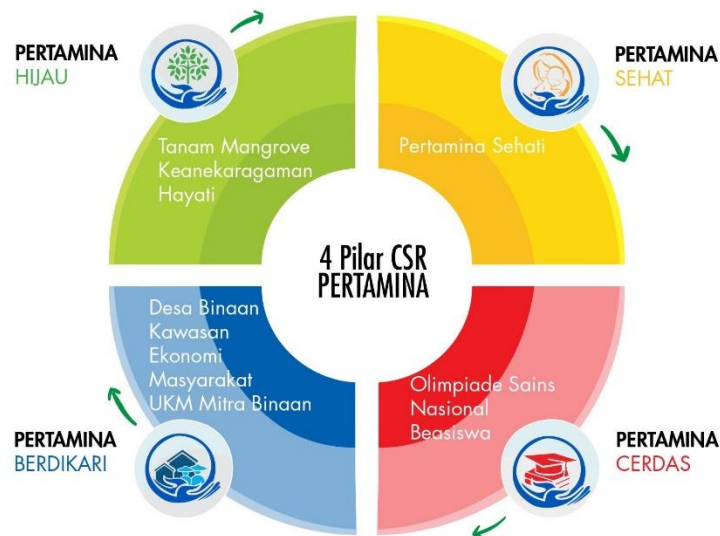 PERTAMINA
HIJAU
Tanam Mangrove
Keanekaragaman
Hayati
PERTAMINA
SEHAT
Pertamina Sehati
4 Pilar CSR
PERTAMINA
Desa Binaan
Kawasan
Ekonomi
Masyarakat
UKM Mitra Binaan
PERTAMINA
BERDIKARI
Olimpiade Sains
Nasional
Beasiswa
PERTAMINA
CERDAS